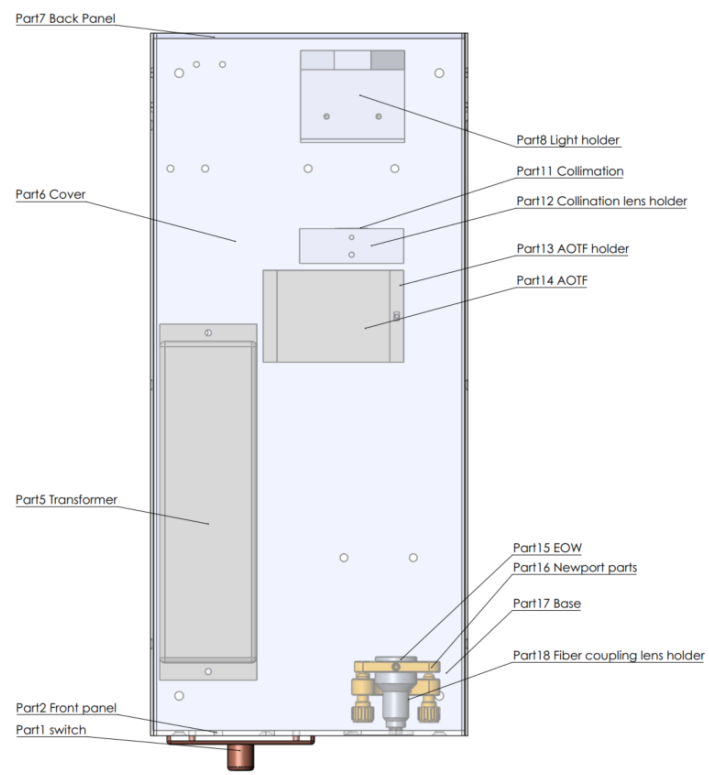 Part7 Back Panel
Part8 Light holder
Part11 Collimation
Part6 Cover
Part12 Collination lens holder
Part13 AOTF holder
Part14 AOTF
Part5 Transformer
Part15 EOW
Part16 Newport parts
Part17 Base
Part18 Fiber coupling lens holder
Part2 Front panel
Part1 switch